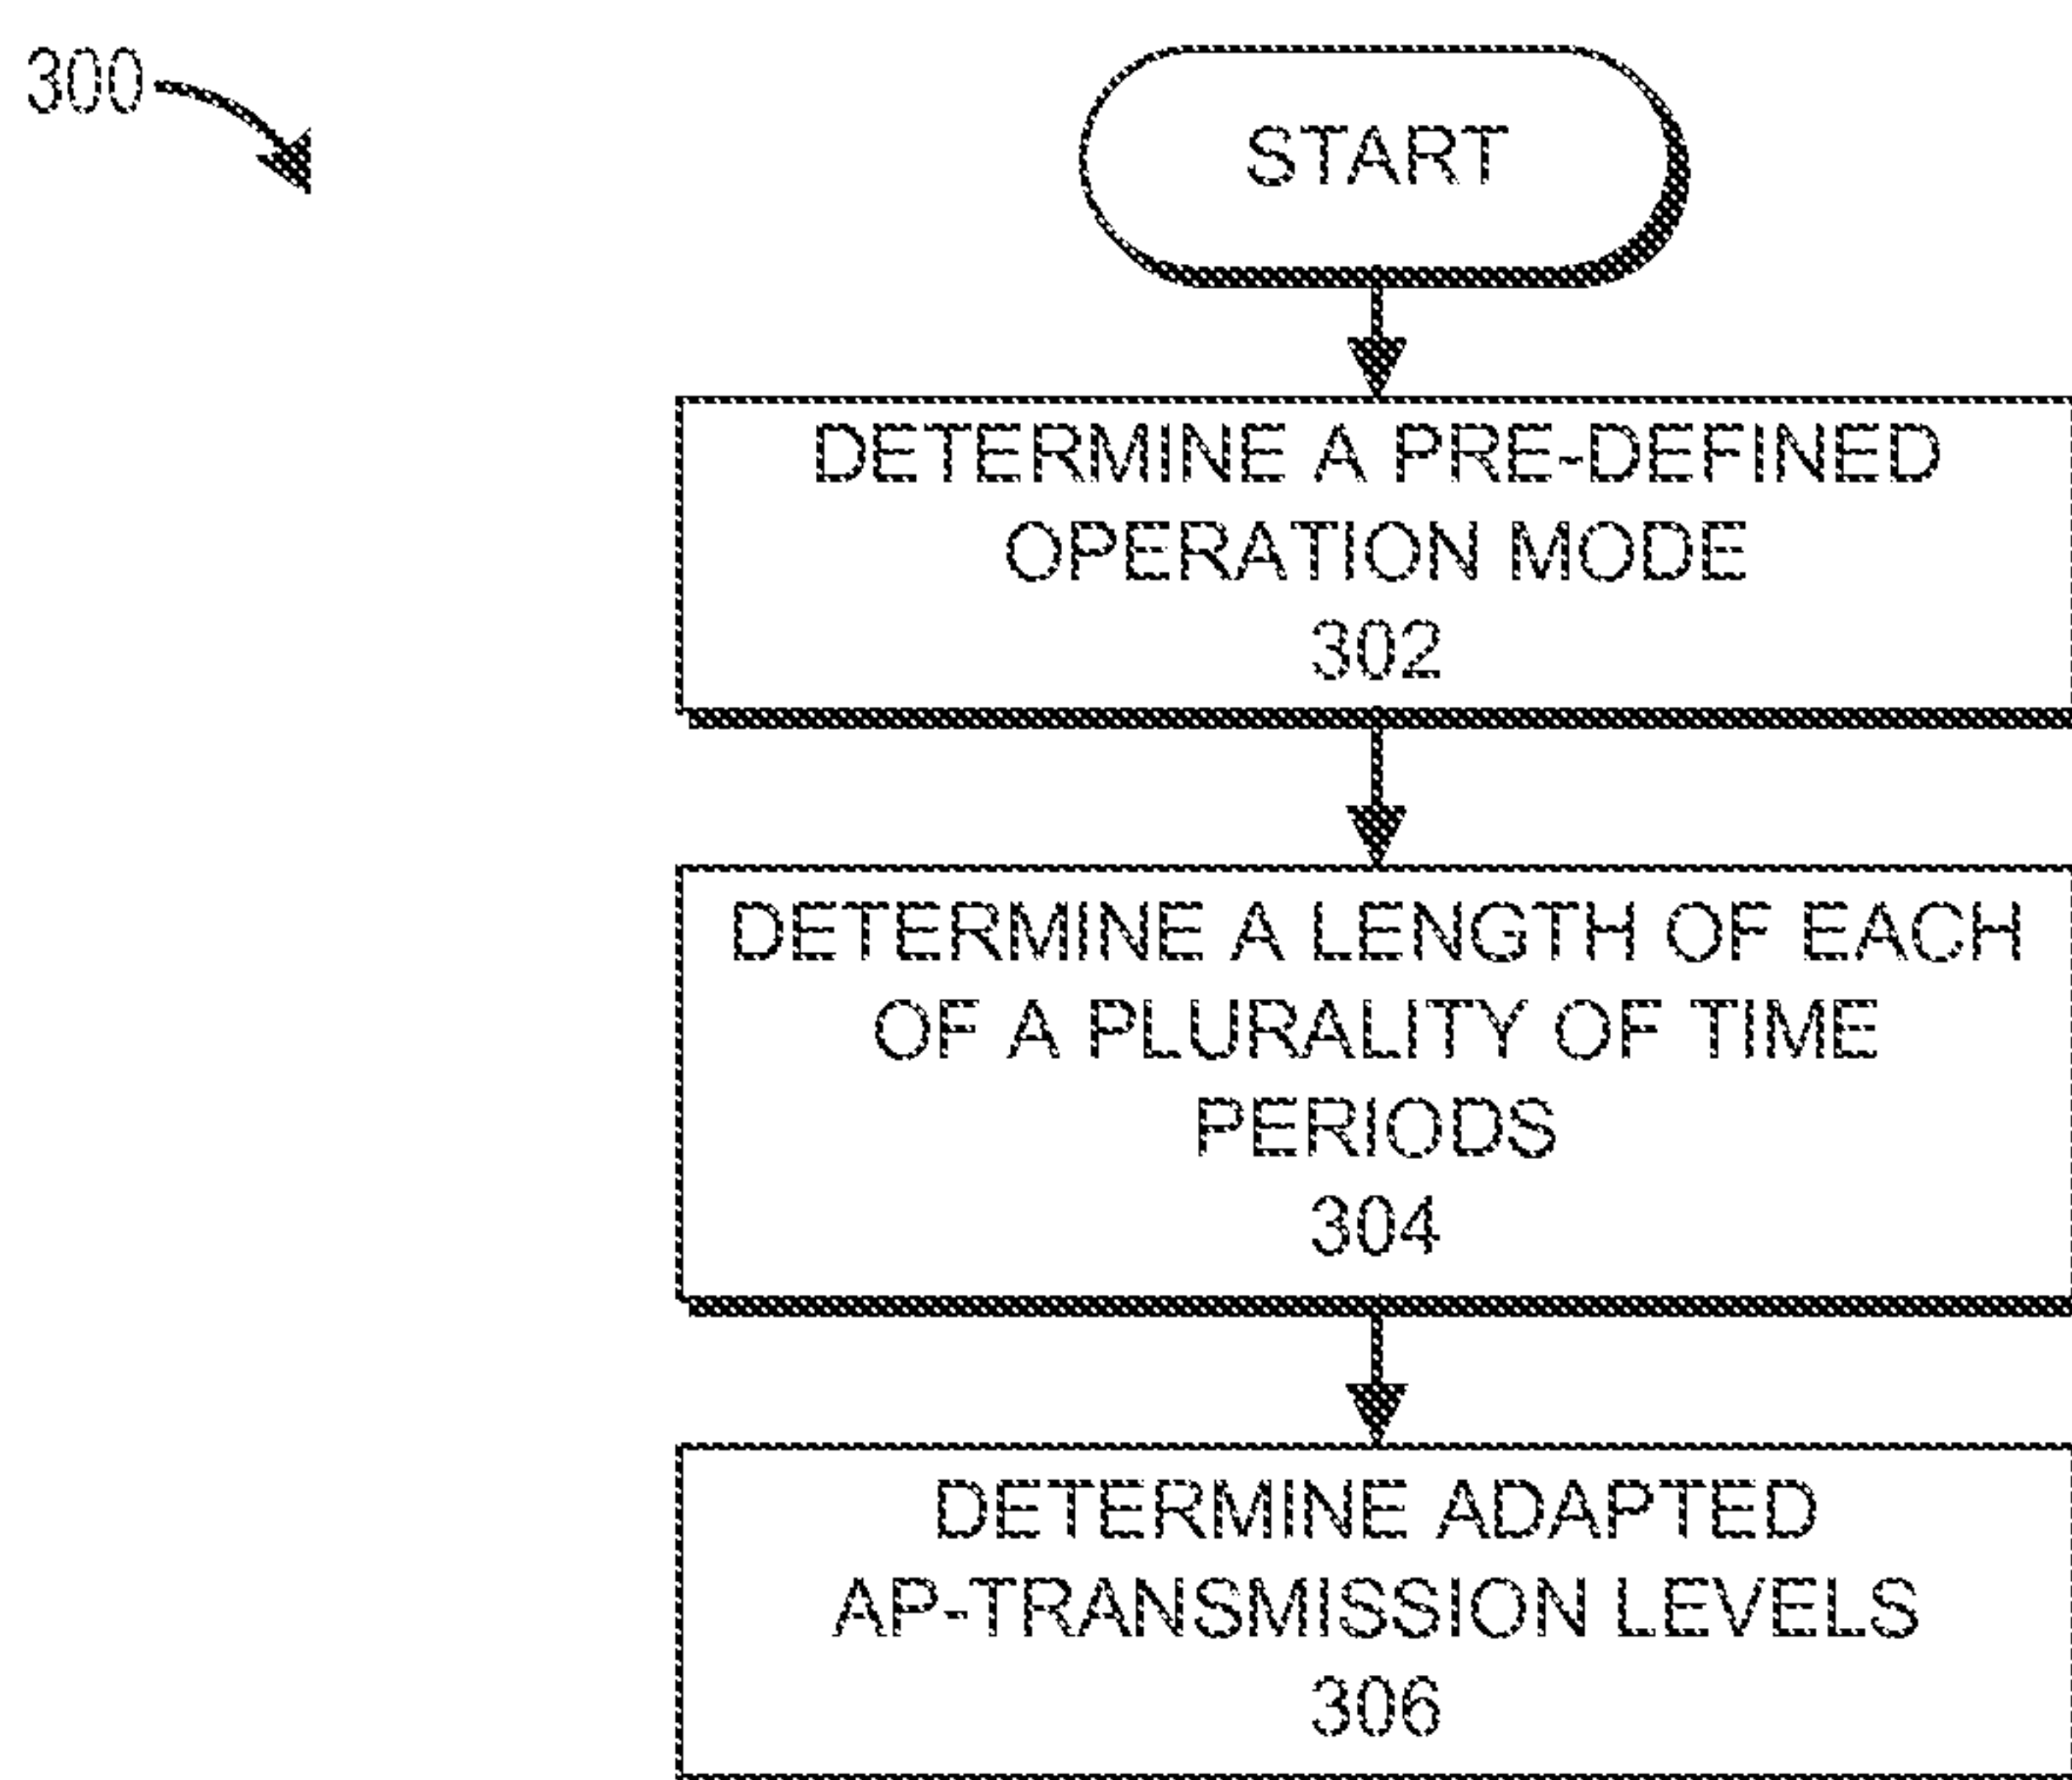 300
START
DETERMINE A PRE-DEFINED
OPERATION MODE
302
DETERMINE A LENGTH OF EACH
OF A PLURALITY OF TIME
PERIODS
304
DETERMINE ADAPTED
AP-TRANSMISSION LEVELS
306